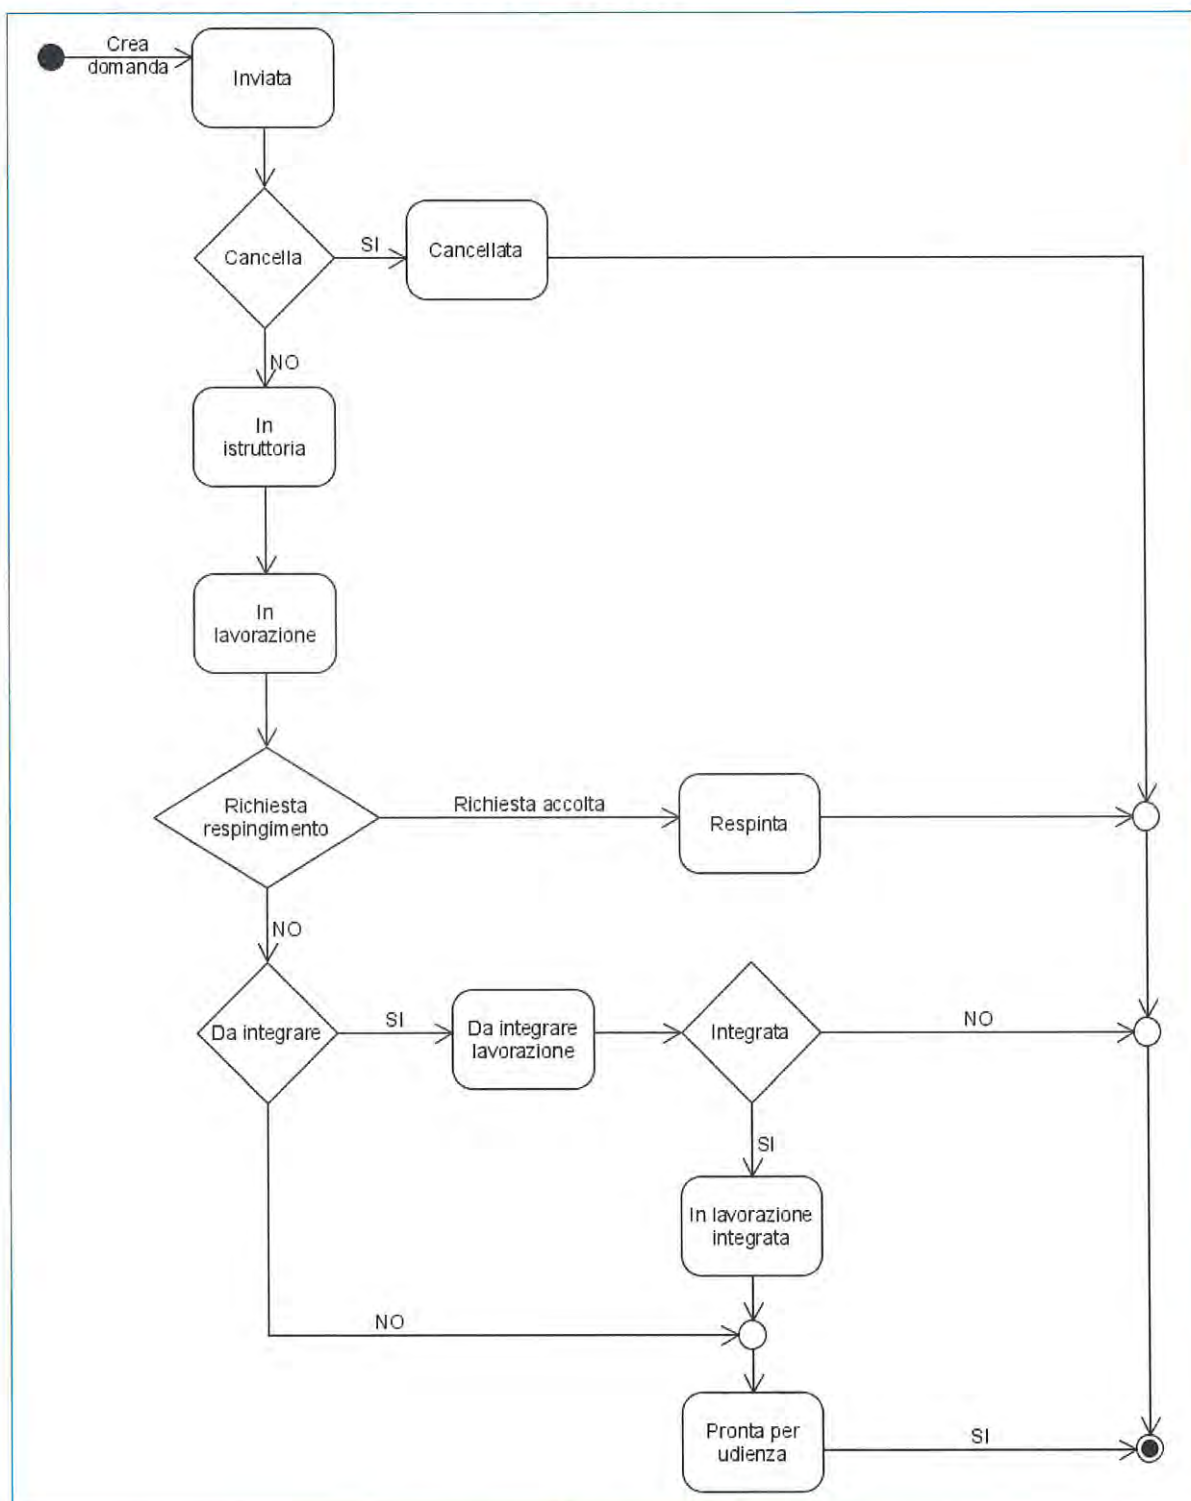 Crea
domanda
Inviata
Cancella
SI
Cancellata
NO
In
istruttoria
In
lavorazione
Richiesta
respingimento
Richiesta accolta
Respinta
NO
Da integrare
SI
Da integrare
lavorazione
Integrata
NO
SI
In lavorazione
integrata
NO
Pronta per
udienza
SI